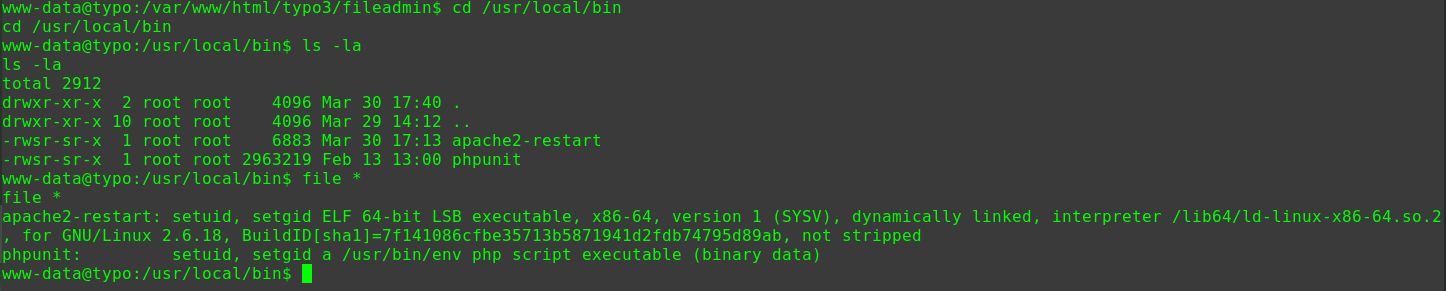 www-data@typo:/var/www/html/typo3/fileadmin$ cd /usr/local/bin
cd /usr/local/bin
www-data@typo:/usr/local/bin$ ls -la
ls -la
total 2912
drwxr-xr-x  2 root root    4096 Mar 30 17:40 .
drwxr-xr-x 10 root root    4096 Mar 29 14:12 ..
-rwsr-sr-x  1 root root    6883 Mar 30 17:13 apache2-restart
-rwsr-sr-x  1 root root 2963219 Feb 13 13:00 phpunit
www-data@typo:/usr/local/bin$ file *
file *
apache2-restart: setuid, setgid ELF 64-bit LSB executable, x86-64, version 1 (SYSV), dynamically linked, interpreter /lib64/ld-linux-x86-64.so.2
, for GNU/Linux 2.6.18, BuildID[sha1]=7f141086cfbe35713b5871941d2fdb74795d89ab, not stripped
phpunit:         setuid, setgid a /usr/bin/env php script executable (binary data)
www-data@typo:/usr/local/bin$